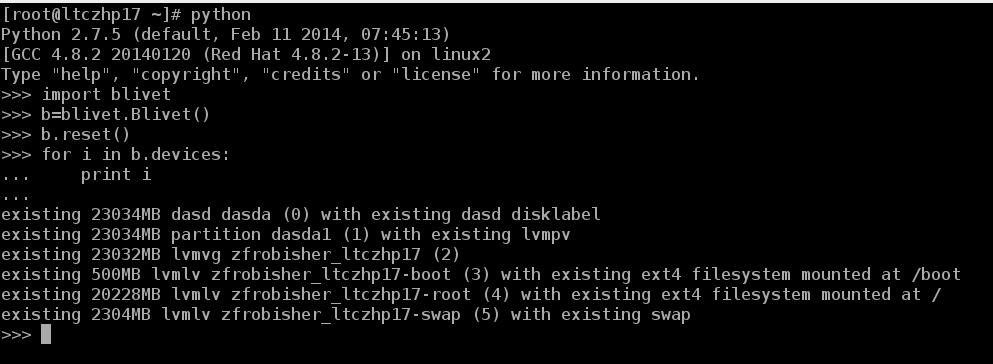 [root@ltczhp17 ~]# python
Python 2.7.5 (default, Feb 11 2014, 07:45:13)
[GCC 4.8.2 20140120 (Red Hat 4.8.2-13)] on linux2
Type "help", "copyright", "credits" or "license" for more information.
>>> import blivet
>>> b=blivet.Blivet()
>>> b.reset()
>>> for i in b.devices:
...     print i
...
existing 23034MB dasd dasda (0) with existing dasd disklabel
existing 23034MB partition dasda1 (1) with existing lvmpv
existing 23032MB lvmvg zfrobisher_ltczhp17 (2)
existing 500MB lvmlv zfrobisher_ltczhp17-boot (3) with existing ext4 filesystem mounted at /boot
existing 20228MB lvmlv zfrobisher_ltczhp17-root (4) with existing ext4 filesystem mounted at /
existing 2304MB lvmlv zfrobisher_ltczhp17-swap (5) with existing swap
>>>